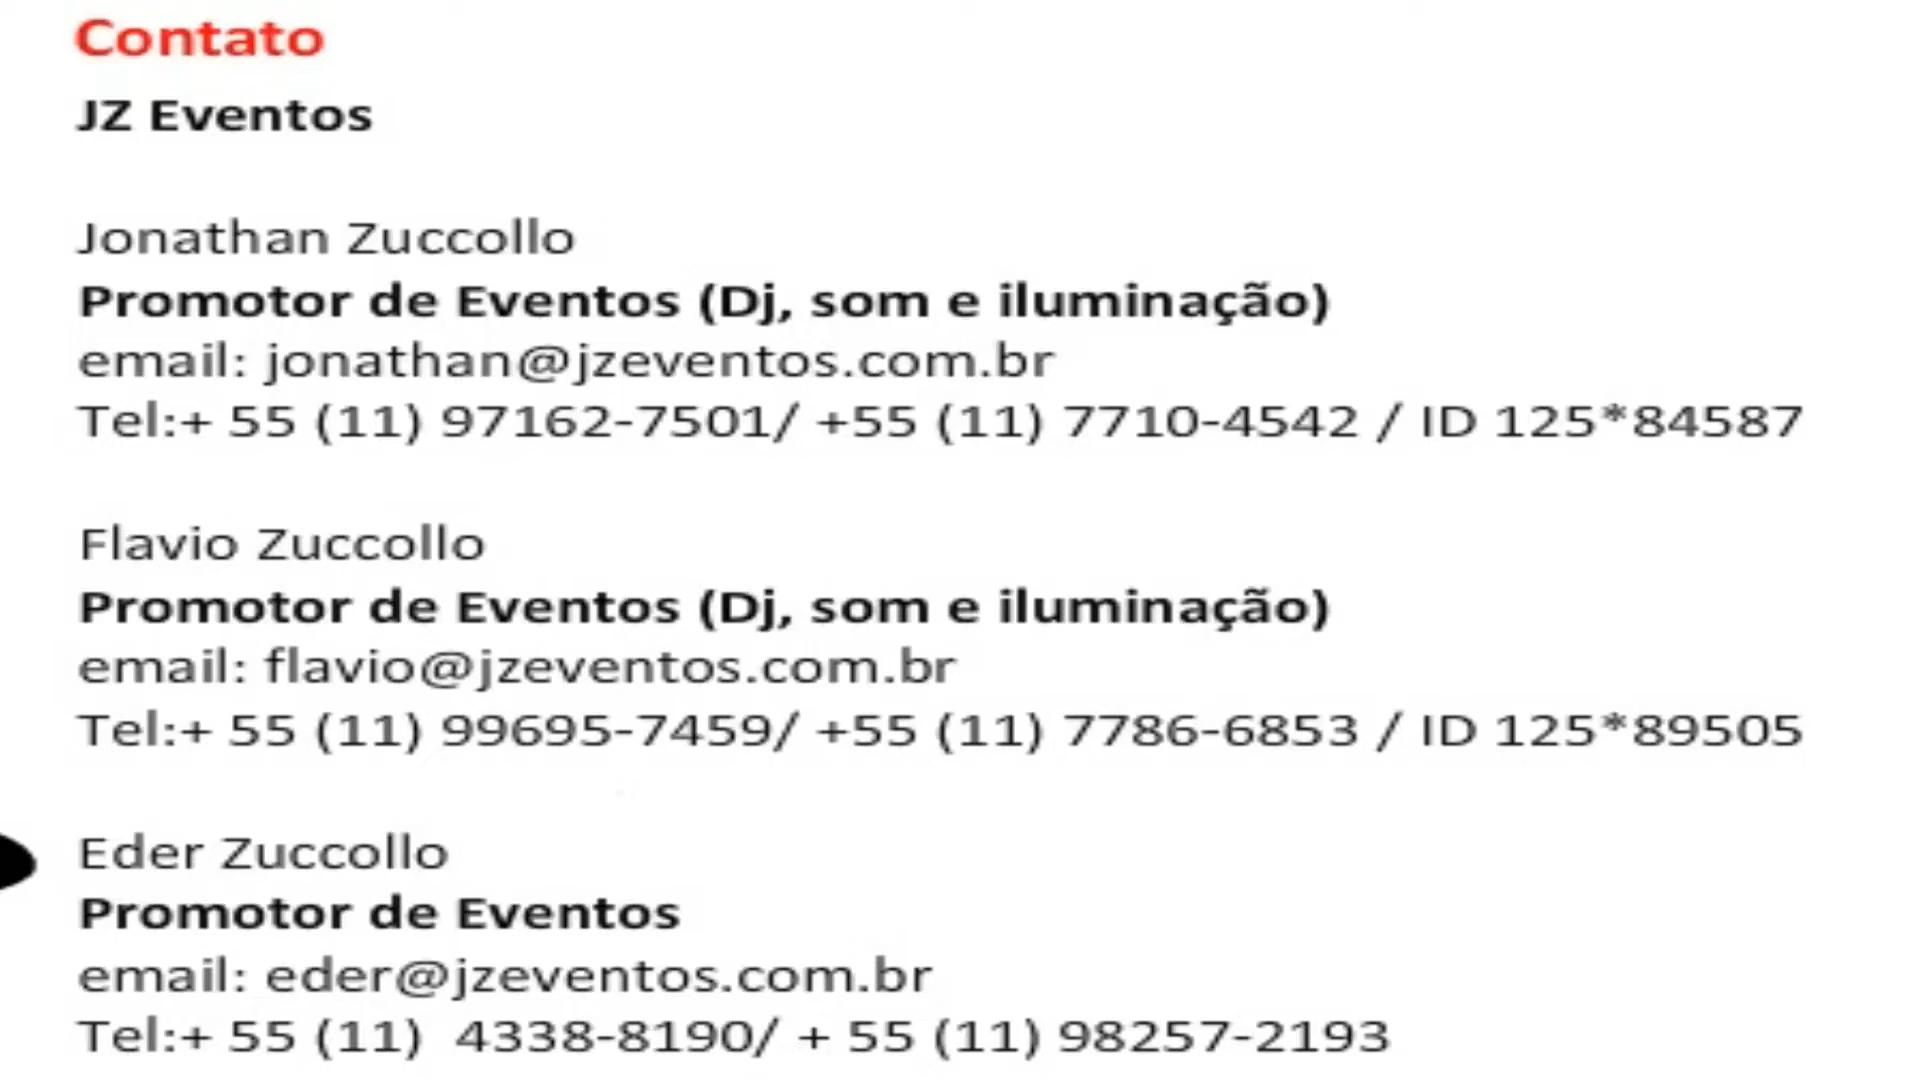 Contato
JZ Eventos
Jonathan Zuccollo
Promotor de Eventos (Dj, som e iluminação)
email: jonathan@jzeventos.com.br
Tel:+ 55 (11) 97162-7501/ +55 (11) 7710-4542 / ID 125*84587
Flavio Zuccollo
Promotor de Eventos (Dj, som e iluminação)
email: flavio@jzeventos.com.br
Tel:+ 55 (11) 99695-7459/ +55 (11) 7786-6853 / ID 125*89505
Eder Zuccollo
Promotor de Eventos
email: eder@jzeventos.com.br
Tel:+ 55 (11)  4338-8190/ + 55 (11) 98257-2193